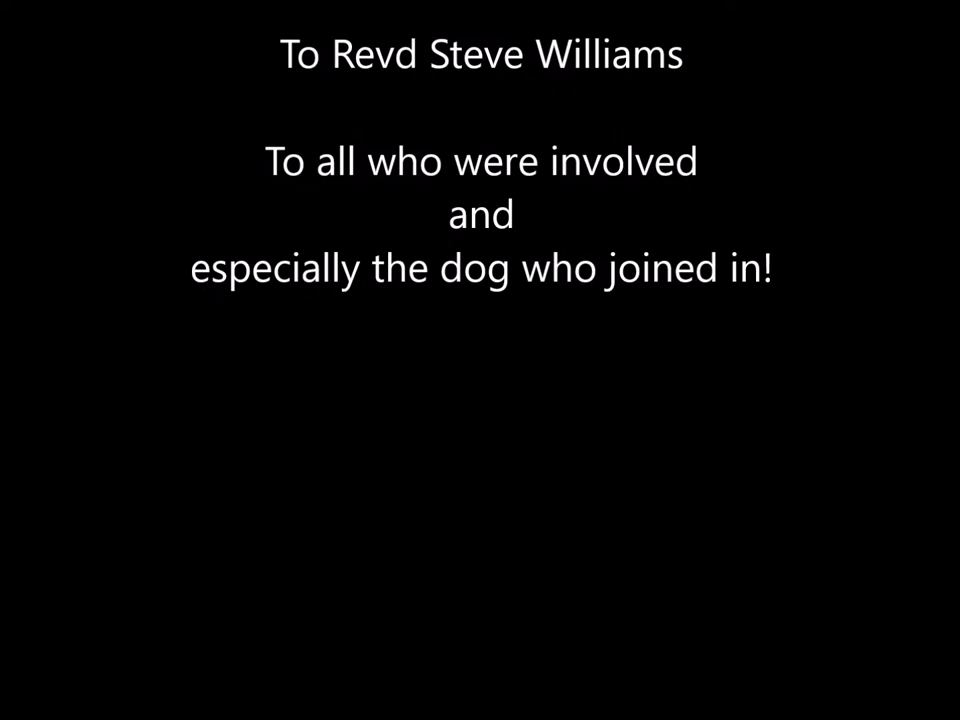 To Revd Steve Williams
To all who were involved
and
especially the dog who joined in!